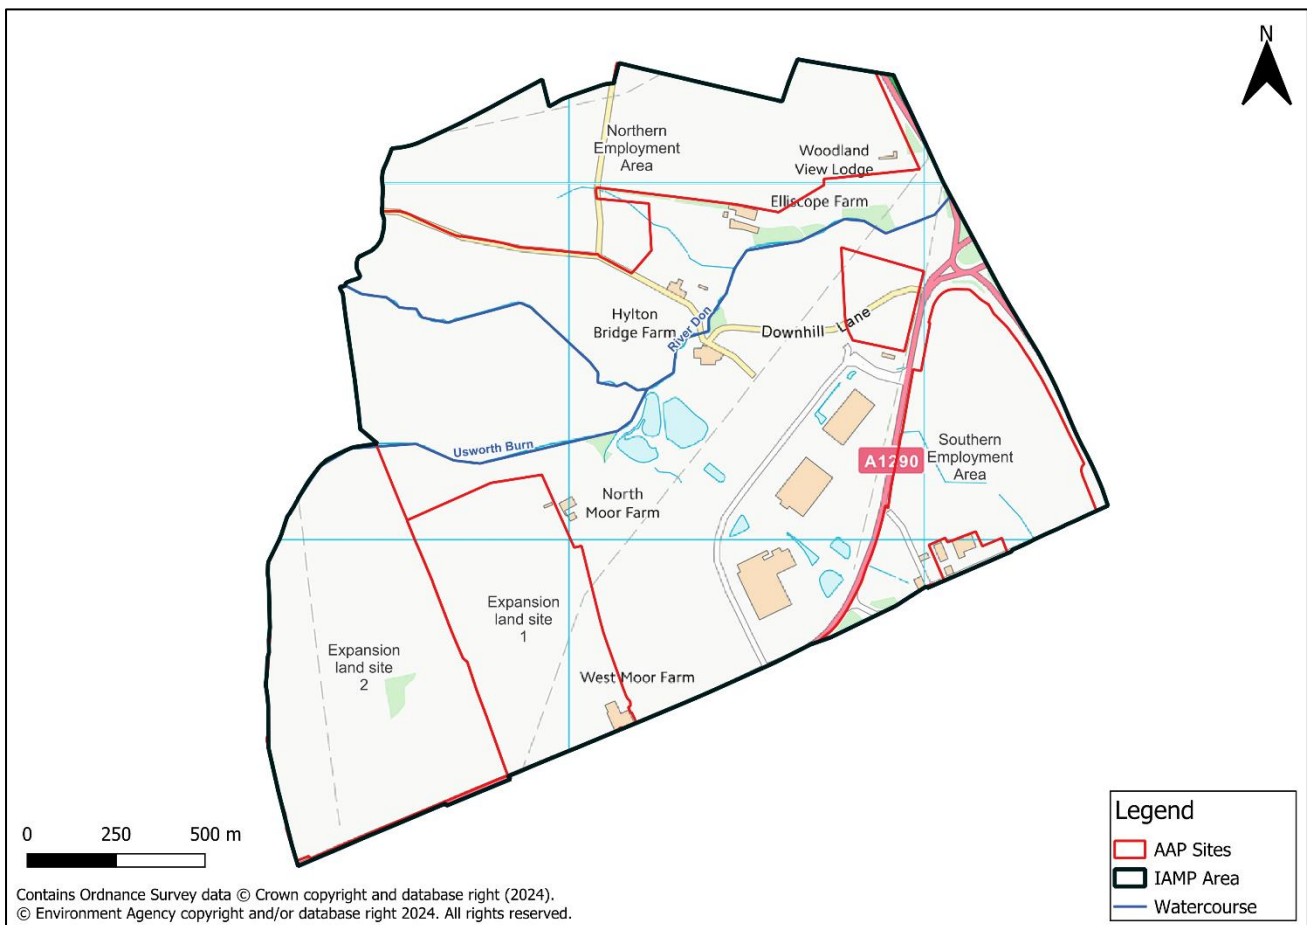 N
Northern
Employment
Area
Woodland
View Lodge
Elliscope Farm
Hylton
Bridge Farm
River Don
Downhill Lane
Usworth Burn
A1290
Southern
Employment
Area
North
Moor Farm
Expansion
land site
1
Expansion
land site
2
West Moor Farm
0 250 500 m
Legend
AAP Sites
IAMP Area
Watercourse
Contains Ordnance Survey data © Crown copyright and database right (2024).
© Environment Agency copyright and/or database right 2024. All rights reserved.